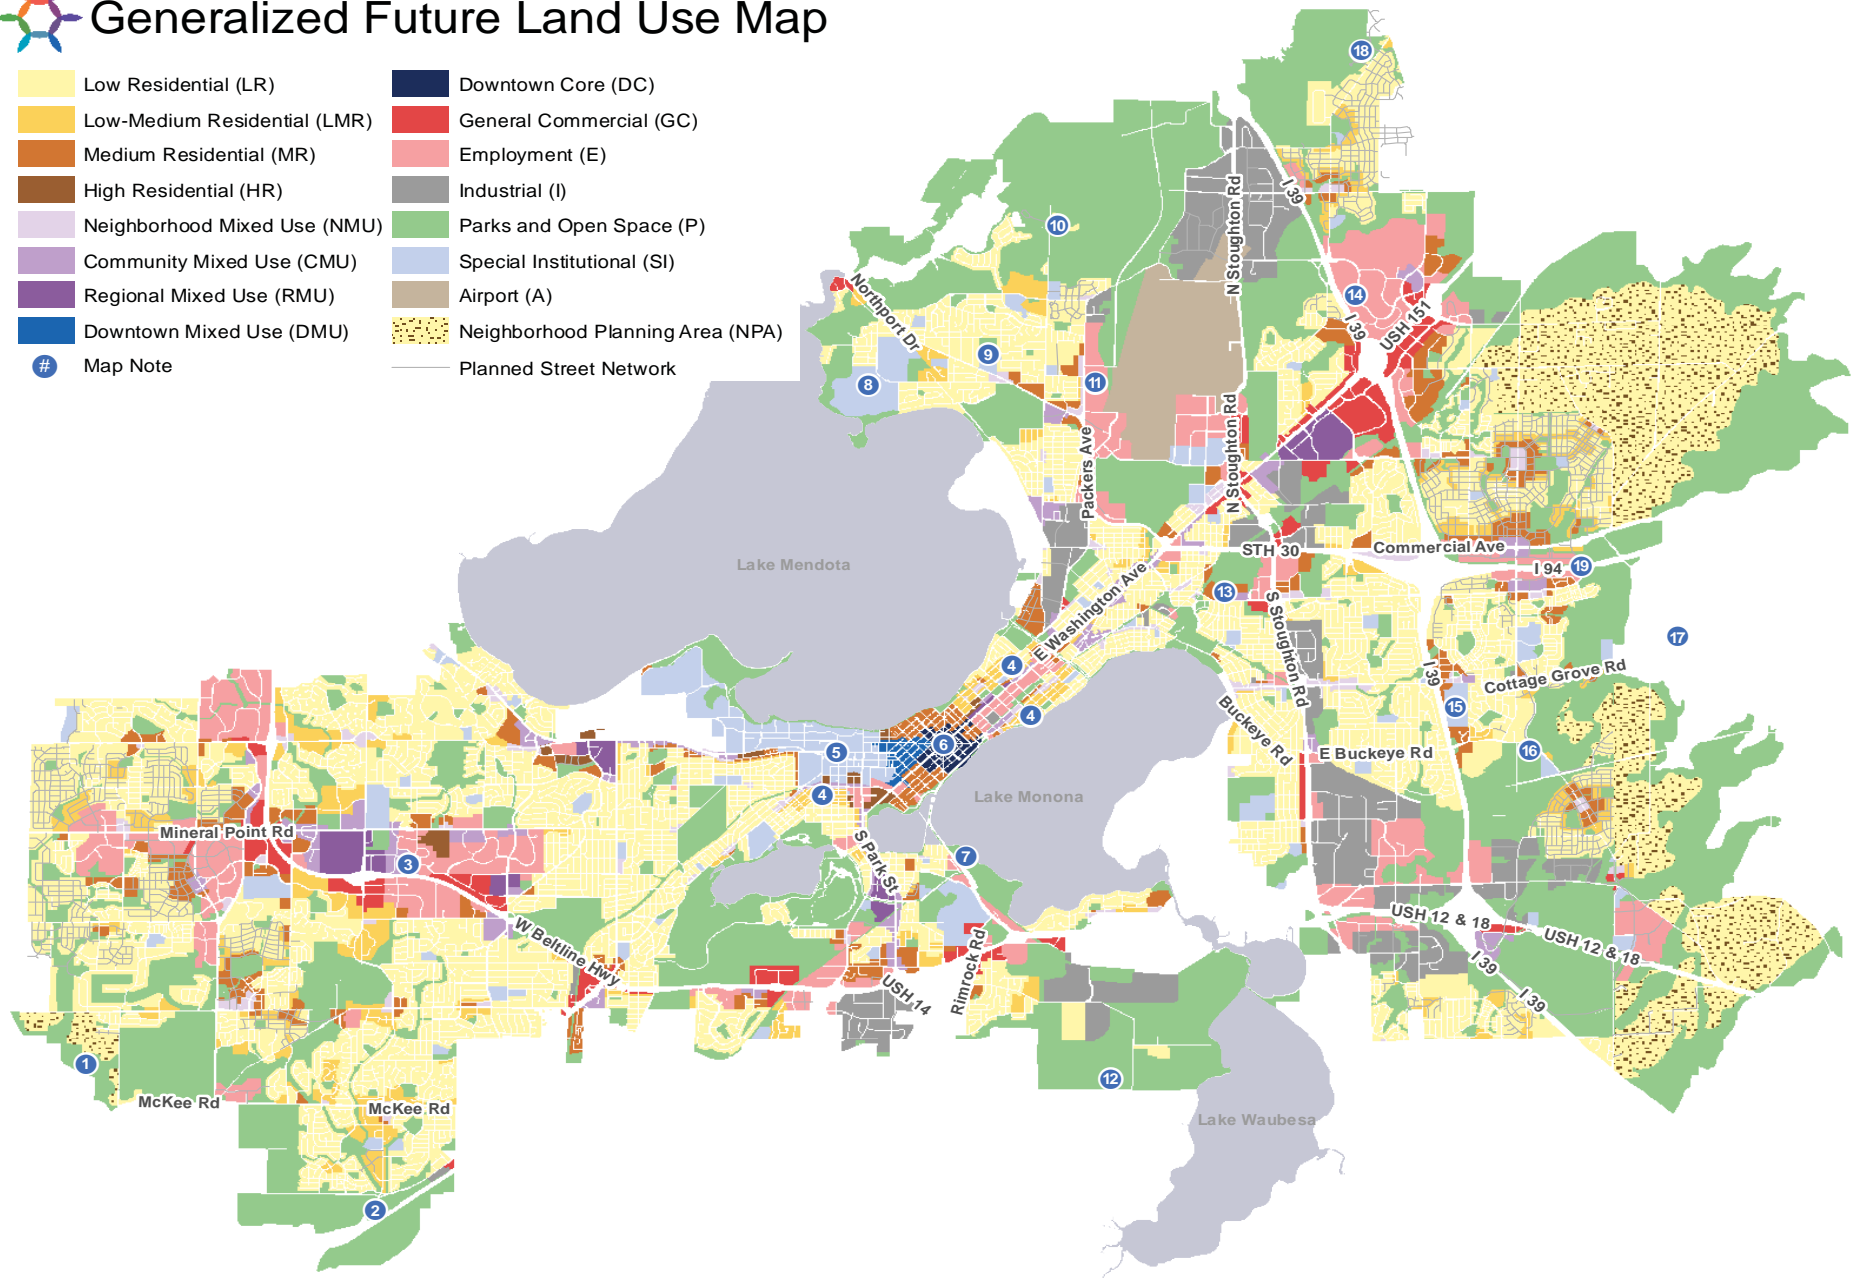 Generalized Future Land Use Map
Low Residential (LR)
Low-Medium Residential (LMR)
Medium Residential (MR)
High Residential (HR)
Neighborhood Mixed Use (NMU)
Community Mixed Use (CMU)
Regional Mixed Use (RMU)
Downtown Mixed Use (DMU)
# Map Note
Downtown Core (DC)
General Commercial (GC)
Employment (E)
Industrial (I)
Parks and Open Space (P)
Special Institutional (SI)
Airport (A)
Neighborhood Planning Area (NPA)
Planned Street Network
18
I 39
N Stoughton Rd
10
Northport Dr
14
I 39
USH 151
9
8
11
N Stoughton Rd
Packers Ave
Lake Mendota
STH 30
Commercial Ave
I 94
19
E Washington Ave
13
S Stoughton Rd
17
4
I 39
Cottage Grove Rd
4
15
Buckeye Rd
5
6
E Buckeye Rd
16
4
Lake Monona
Mineral Point Rd
3
S Park St
7
USH 12 & 18
W Beltline Hwy
USH 12 & 18
I 39
Rimrock Rd
USH 14
I 39
1
12
McKee Rd
McKee Rd
Lake Waubesa
2